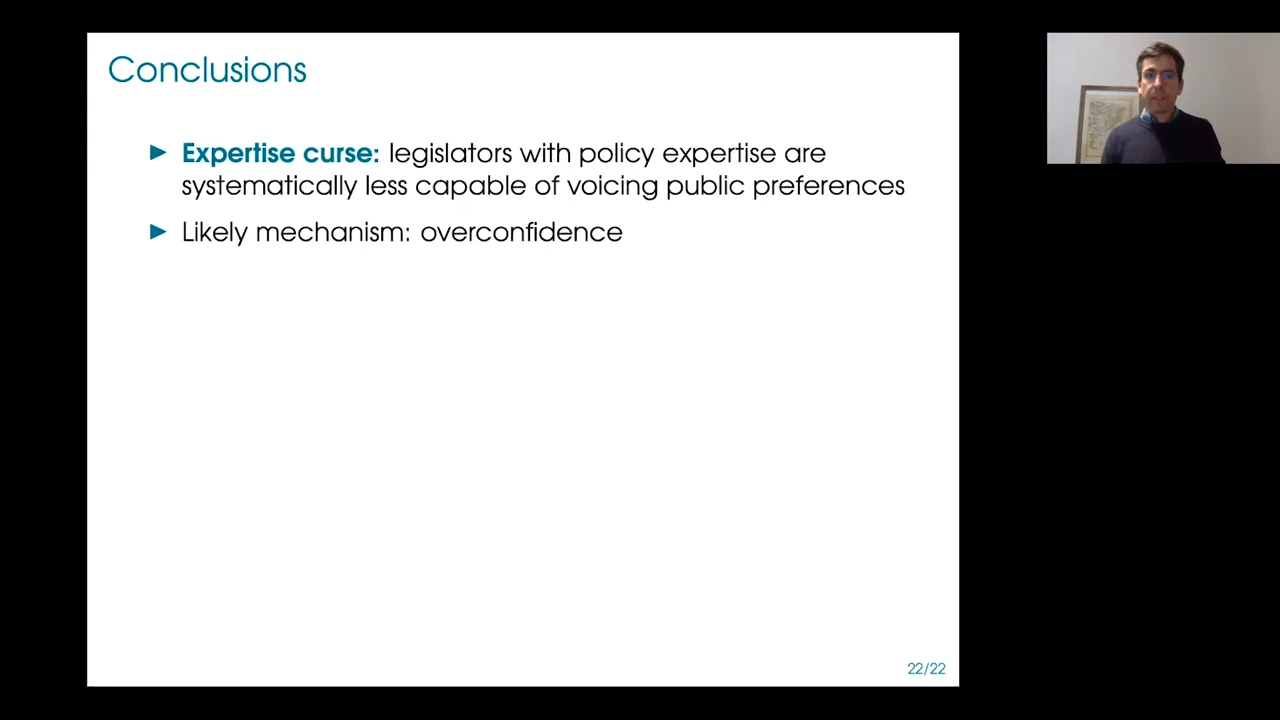 Conclusions
► Expertise curse: legislators with policy expertise are
systematically less capable of voicing public preferences
► Likely mechanism: overconfidence
22/22